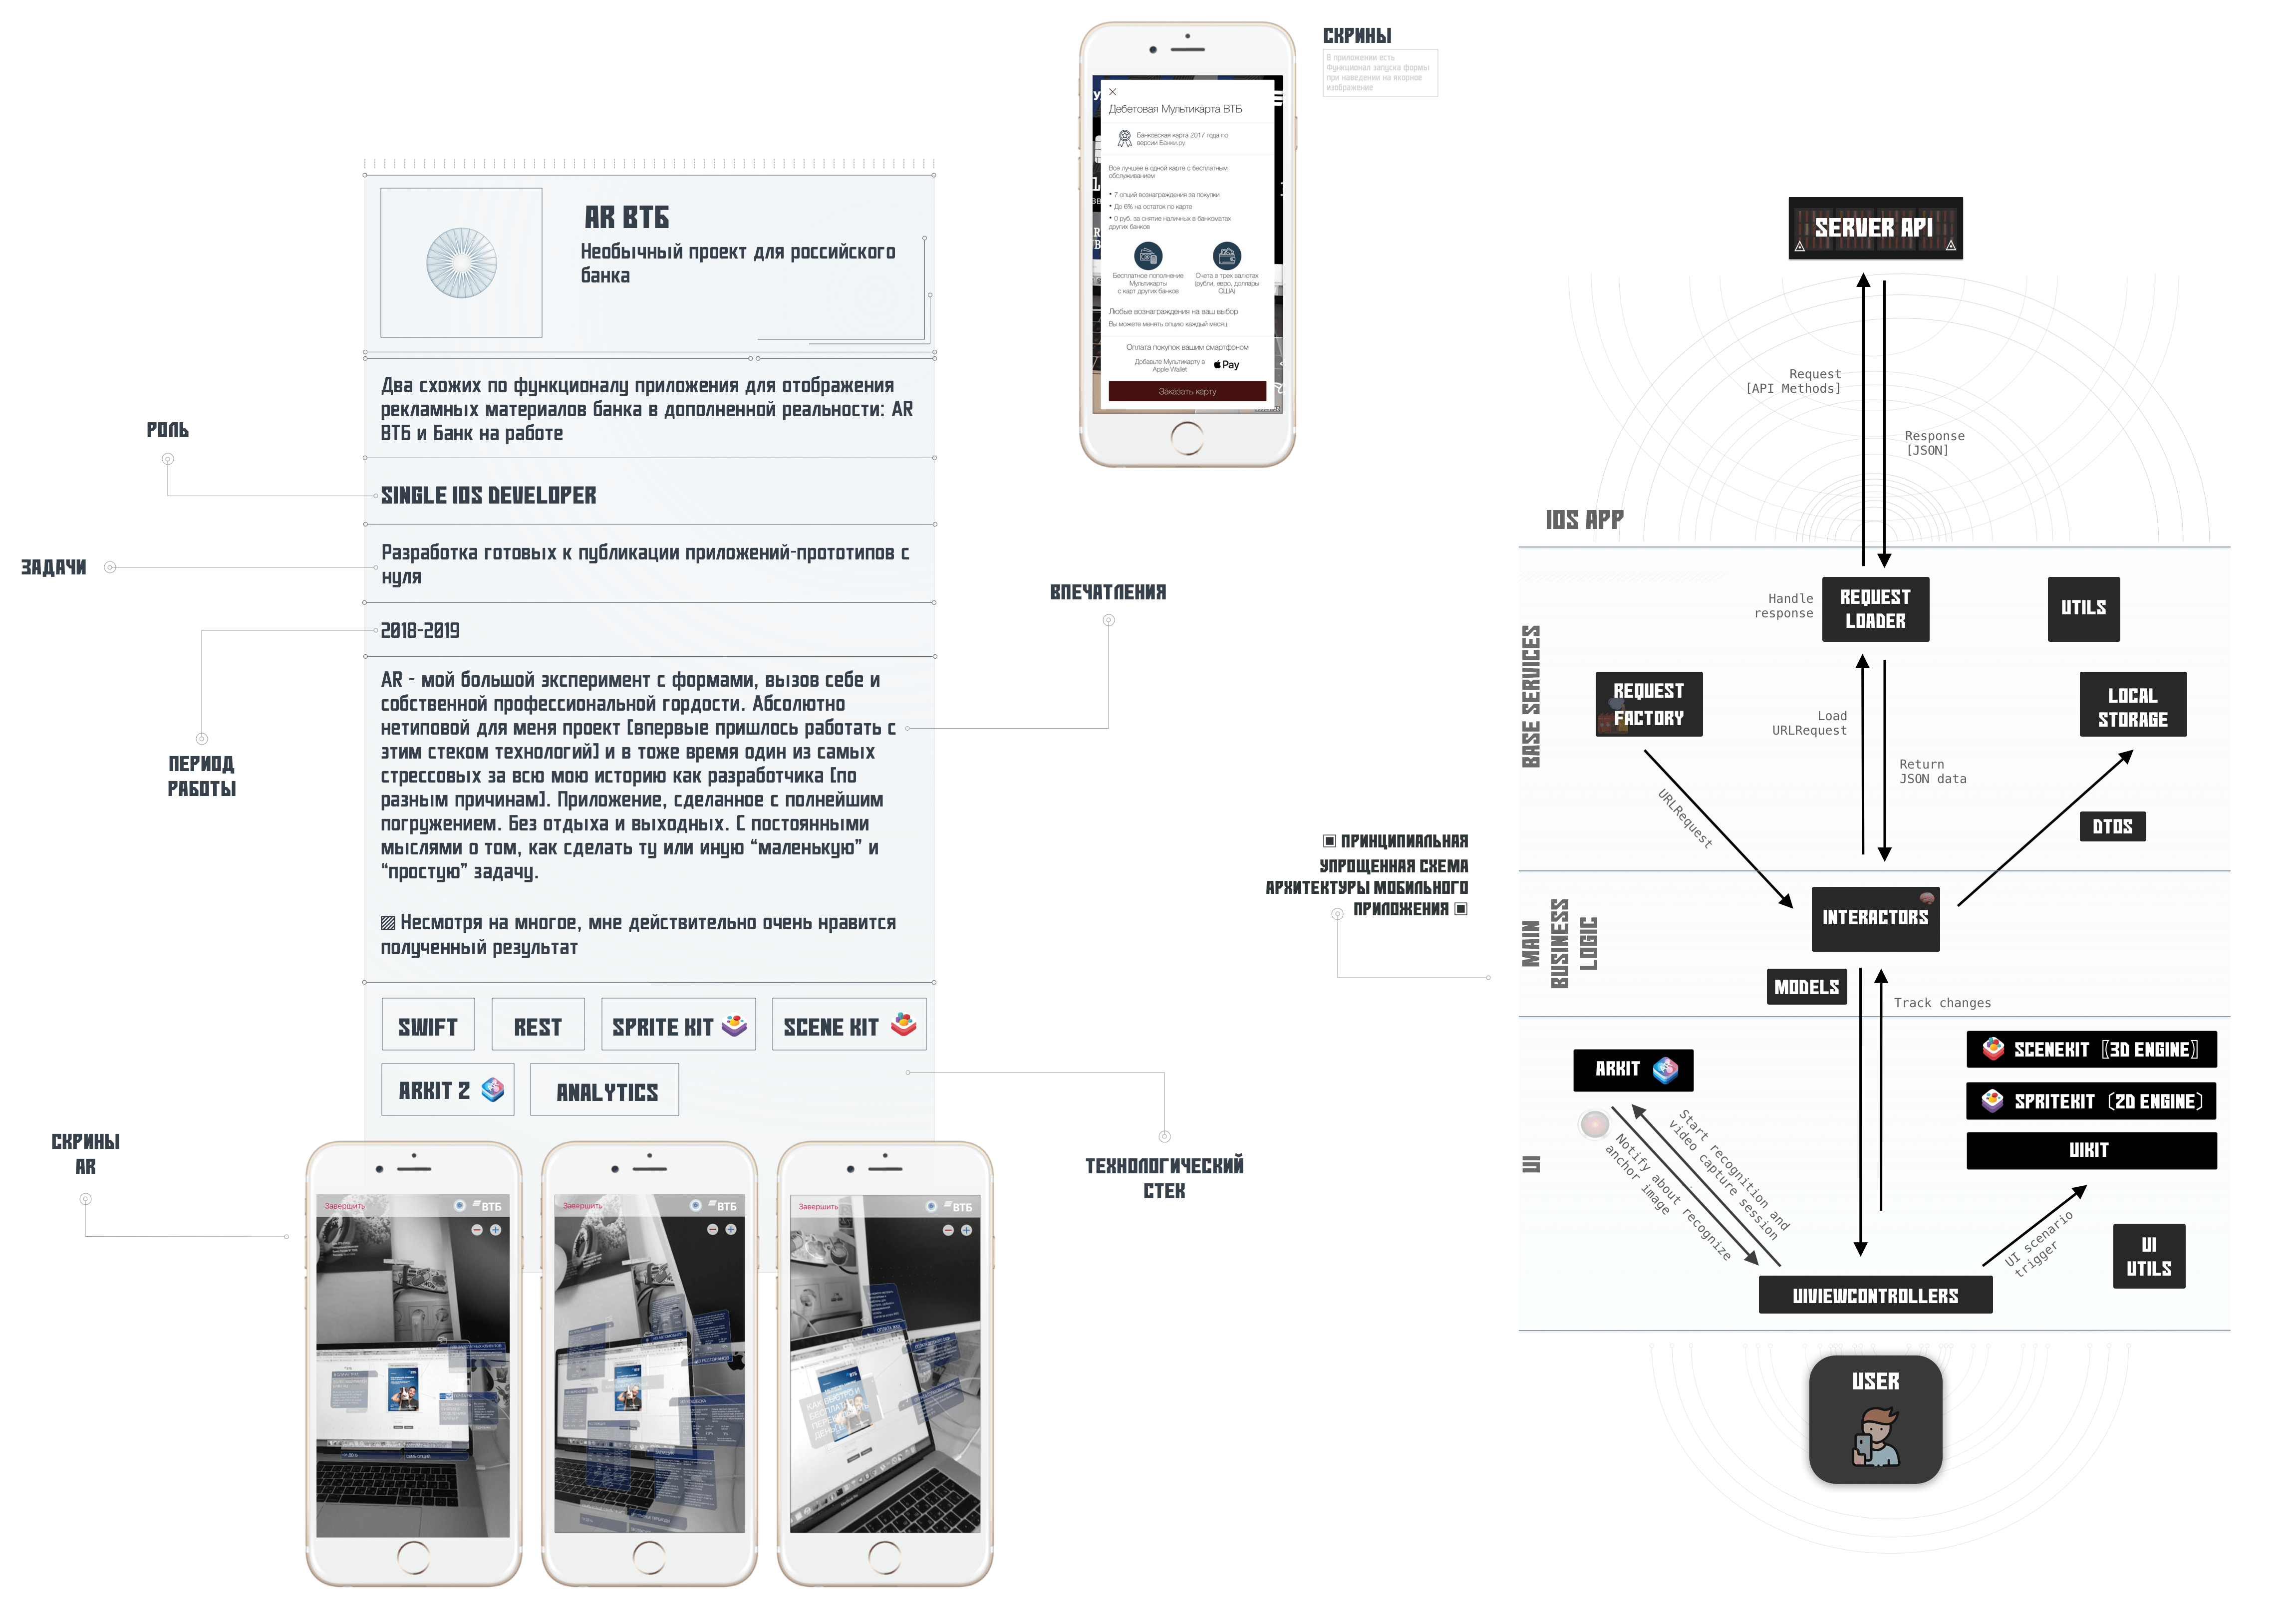 AR ВТБ
Необычный проект для российского
банка
Два схожих по функционалу приложения для отображения
рекламных материалов банка в дополненной реальности: AR
ВТБ и Банк на работе
РОЛЬ
SINGLE IOS DEVELOPER
ЗАДАЧИ
Разработка готовых к публикации приложений-прототипов с
нуля
2018-2019
ПЕРИОД
РАБОТЫ
ВПЕЧАТЛЕНИЯ
AR - мой большой эксперимент с формами, вызов себе и
собственной профессиональной гордости. Абсолютно
нетиповой для меня проект [впервые пришлось работать с
этим стеком технологий] и в тоже время один из самых
стрессовых за всю мою историю как разработчика [по
разным причинам]. Приложение, сделанное с полнейшим
погружением. Без отдыха и выходных. С постоянными
мыслями о том, как сделать ту или иную “маленькую” и
“простую” задачу.
Несмотря на многое, мне действительно очень нравится
полученный результат
SWIFT
REST
SPRITE KIT
SCENE KIT
ARKIT 2
ANALYTICS
ТЕХНОЛОГИЧЕСКИЙ
СТЕК
СКРИНЫ
AR
Завершить
ВТБ
Завершить
ВТБ
Завершить
ВТБ
СКРИНЫ
В приложении есть
Функционал запуска формы
при наведении на якорное
изображение
Дебетовая Мультикарта ВТБ
Банковская карта 2017 года по
версии Банки.ру
Все лучшее в одной карте с бесплатным
обслуживанием
• 7 опций вознаграждения за покупки
• До 6% на остаток по карте
• 0 руб. за снятие наличных в банкоматах
других банков
Бесплатное пополнение
Мультикарты
с карт других банков
Счета в трех валютах
(рубли, евро, доллары
США)
Любые вознаграждения на ваш выбор
Вы можете менять опцию каждый месяц
Оплата покупок вашим смартфоном
Добавьте Мультикарту в
Apple Wallet
Pay
Заказать карту
ПРИНЦИПИАЛЬНАЯ
УПРОЩЕННАЯ СХЕМА
АРХИТЕКТУРЫ МОБИЛЬНОГО
ПРИЛОЖЕНИЯ
SERVER API
Request
[API Methods]
Response
[JSON]
IOS APP
BASE SERVICES
Handle
response
REQUEST
LOADER
UTILS
REQUEST
FACTORY
LOCAL
STORAGE
Load
URLRequest
Return
JSON data
URLRequest
DTOS
MAIN
BUSINESS
LOGIC
INTERACTORS
MODELS
Track changes
UI
ARKIT
SCENEKIT [3D ENGINE]
SPRITEKIT (2D ENGINE)
UIKIT
Start recognition and
video capture session
Notify about recognize
anchor image
UI scenario
trigger
UI
UTILS
UIVIEWCONTROLLERS
USER